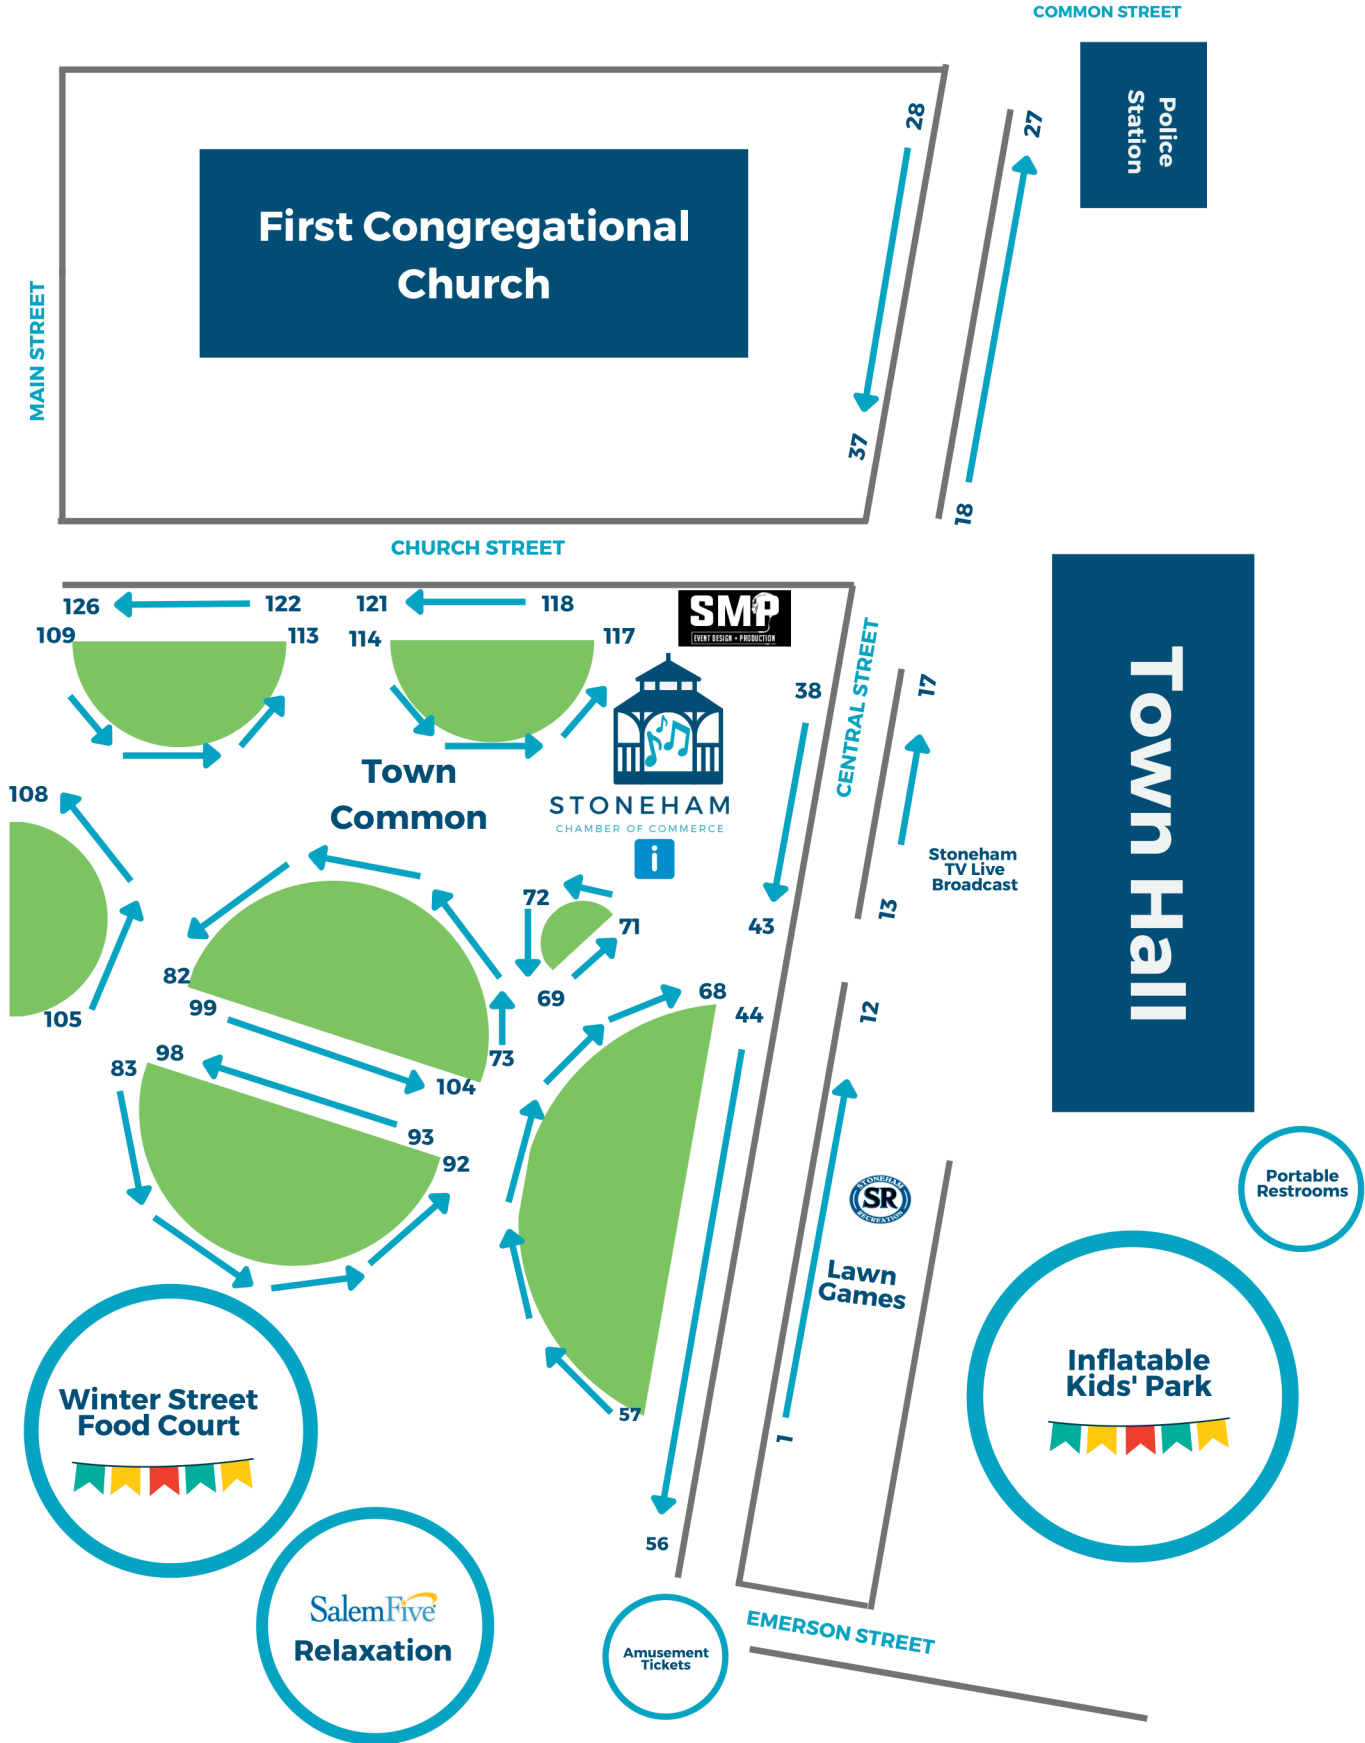 COMMON STREET
Police
Station
28
27
First Congregational
Church
MAIN STREET
37
18
CHURCH STREET
126
122
121
118
SMP
EVENT DESIGN + PRODUCTION
109
113
114
117
CENTRAL STREET
38
17
Town Hall
Town
Common
STONEHAM
CHAMBER OF COMMERCE
i
108
Stoneham
TV Live
Broadcast
72
71
43
13
82
99
69
68
44
12
105
98
83
73
104
93
92
Portable
Restrooms
STONEHAM
SR
RECREATION
Lawn
Games
Inflatable
Kids' Park
Winter Street
Food Court
57
1
56
SalemFive
Relaxation
Amusement
Tickets
EMERSON STREET